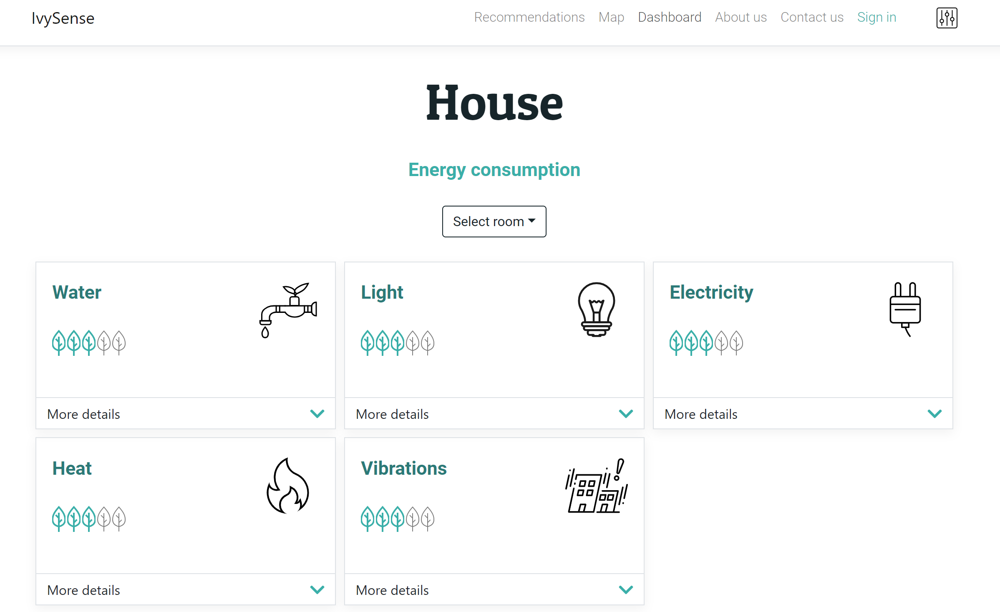 IvySense
Recommendations Map Dashboard About us Contact us Sign in
House
Energy consumption
Select room
Water
Light
Electricity
More details
More details
More details
Heat
Vibrations
More details
More details